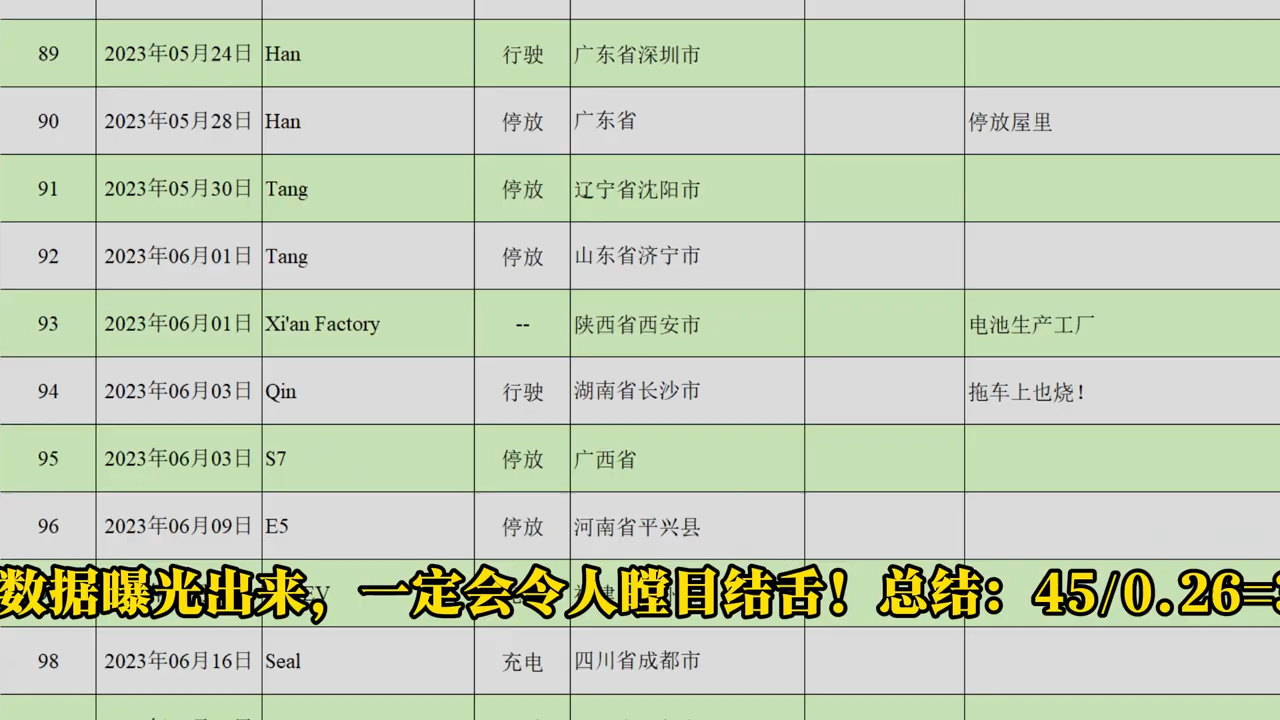 89 2023年05月24日 Han 行驶 广东省深圳市
90 2023年05月28日 Han 停放 广东省 停放屋里
91 2023年05月30日 Tang 停放 辽宁省沈阳市
92 2023年06月01日 Tang 停放 山东省济宁市
93 2023年06月01日 Xi'an Factory -- 陕西省西安市 电池生产工厂
94 2023年06月03日 Qin 行驶 湖南省长沙市 拖车上也烧！
95 2023年06月03日 S7 停放 广西省
96 2023年06月09日 E5 停放 河南省平兴县
数据曝光出来，一定会令人瞠目结舌！总结：45/0.26=
98 2023年06月16日 Seal 充电 四川省成都市